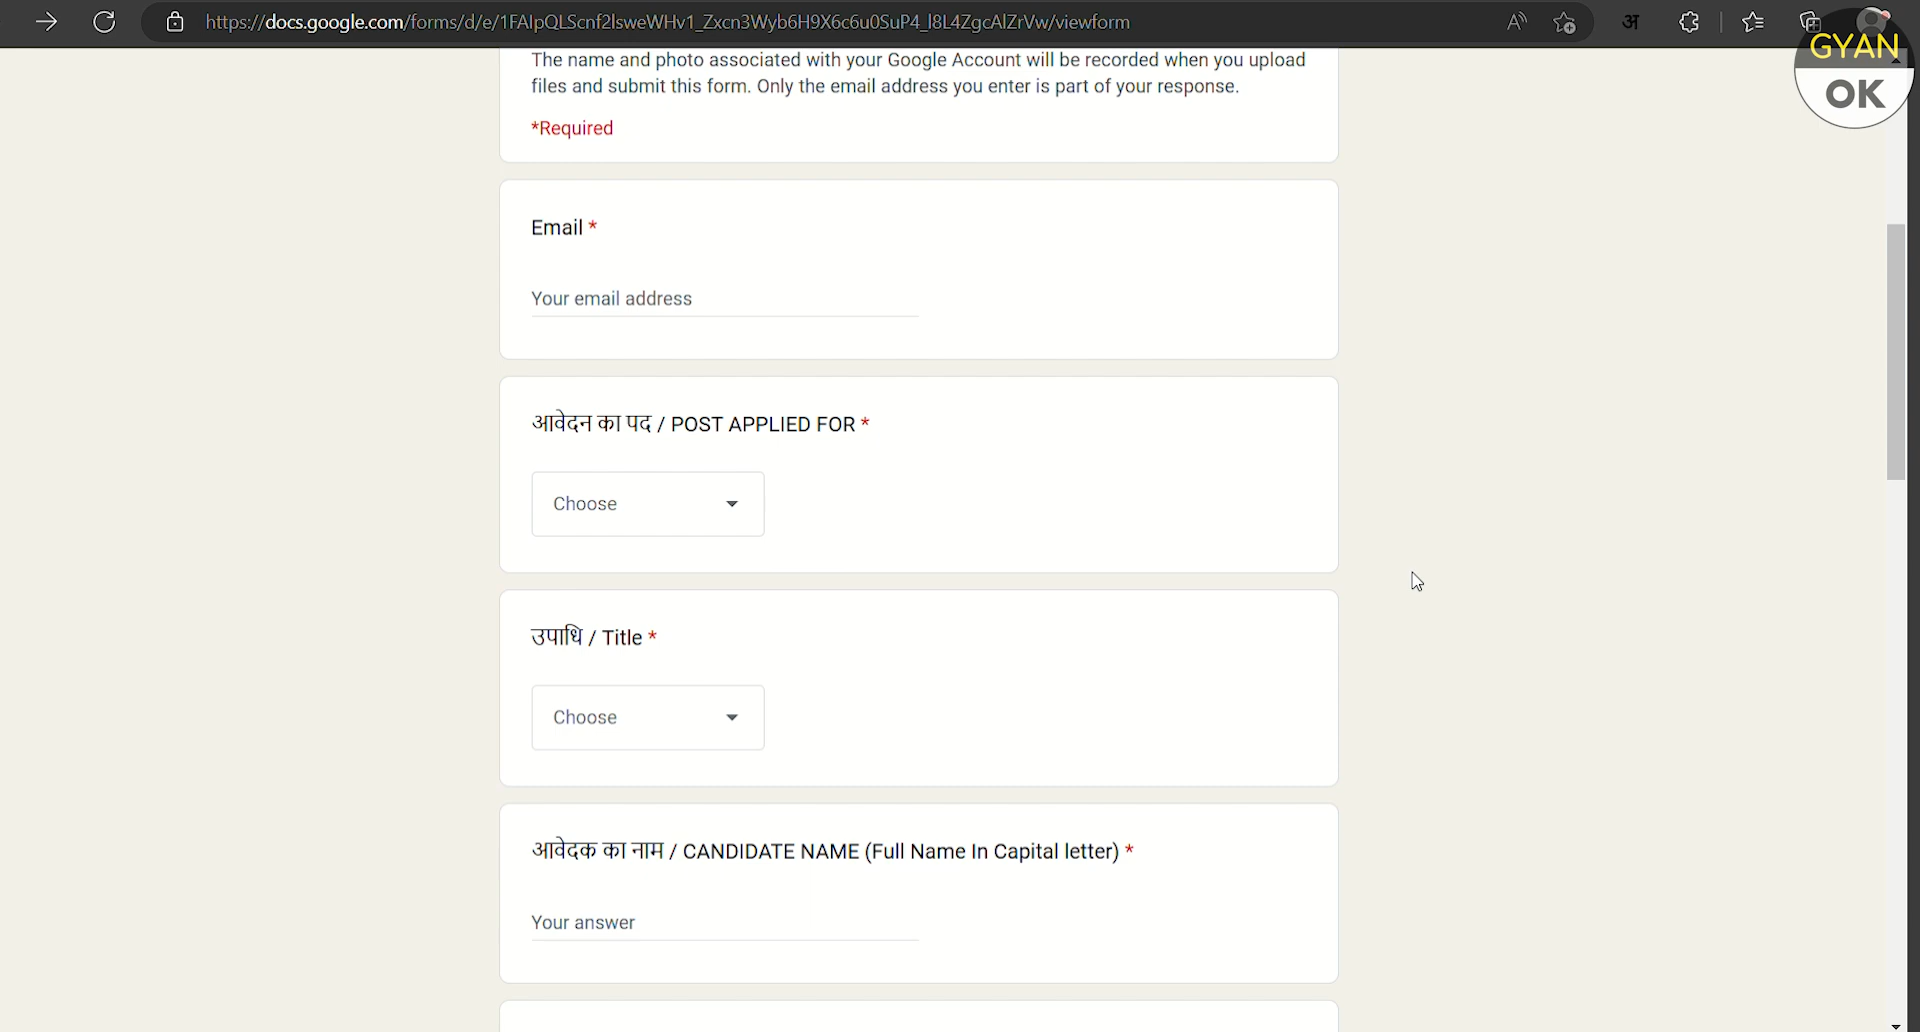 https://docs.google.com/forms/d/e/1FAIpQLScnf2lsweWHv1_Zxcn3Wyb6H9X6c6u0SuP4_l8L4ZgcAlZrVw/viewform
अ
GYAN
OK
The name and photo associated with your Google Account will be recorded when you upload
files and submit this form. Only the email address you enter is part of your response.
*Required
Email *
Your email address
आवेदन का पद / POST APPLIED FOR *
Choose
उपाधि / Title *
Choose
आवेदक का नाम / CANDIDATE NAME (Full Name In Capital letter) *
Your answer